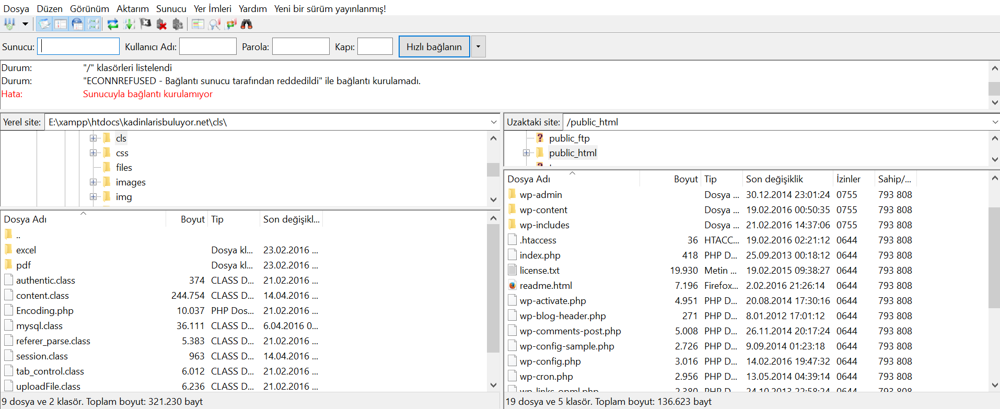 Dosya Düzen Görünüm Aktarım Sunucu Yer İmleri Yardım Yeni bir sürüm yayınlanmış!
Sunucu: Kullanıcı Adı: Parola: Kapı: Hızlı bağlanın
Durum: "/" klasörleri listelendi
Durum: "ECONNREFUSED - Bağlantı sunucu tarafından reddedildi" ile bağlantı kurulamadı.
Hata: Sunucuyla bağlantı kurulamıyor
Yerel site: E:\xampp\htdocs\kadinlarisbuluyor.net\cls\
cls
css
files
images
img
Dosya Adı Boyut Tip Son değişikl...
..
excel Dosya kl... 23.02.2016 ...
pdf Dosya kl... 23.02.2016 ...
authentic.class 374 CLASS D... 21.02.2016 ...
content.class 244.754 CLASS D... 14.04.2016 ...
Encoding.php 10.037 PHP Dos... 21.02.2016 ...
mysql.class 36.111 CLASS D... 6.04.2016 0...
referer_parse.class 5.383 CLASS D... 21.02.2016 ...
session.class 963 CLASS D... 14.04.2016 ...
tab_control.class 6.012 CLASS D... 21.02.2016 ...
uploadFile.class 6.236 CLASS D... 21.02.2016 ...
9 dosya ve 2 klasör. Toplam boyut: 321.230 bayt
Uzaktaki site: /public_html
public_ftp
public_html
Dosya Adı Boyut Tip Son değişiklik İzinler Sahip/...
wp-admin Dosya ... 30.12.2014 23:01:24 0755 793 808
wp-content Dosya ... 19.02.2016 00:50:35 0755 793 808
wp-includes Dosya ... 21.02.2016 14:37:06 0755 793 808
.htaccess 36 HTACC... 19.02.2016 02:21:12 0644 793 808
index.php 418 PHP D... 25.09.2013 00:18:12 0644 793 808
license.txt 19.930 Metin ... 19.02.2015 09:38:27 0644 793 808
readme.html 7.196 Firefox... 2.02.2016 21:26:14 0644 793 808
wp-activate.php 4.951 PHP D... 20.08.2014 17:30:16 0644 793 808
wp-blog-header.php 271 PHP D... 8.01.2012 17:01:12 0644 793 808
wp-comments-post.php 5.008 PHP D... 26.11.2014 20:17:24 0644 793 808
wp-config-sample.php 2.726 PHP D... 9.09.2014 01:23:18 0644 793 808
wp-config.php 3.016 PHP D... 14.02.2016 19:47:32 0644 793 808
wp-cron.php 2.956 PHP D... 13.05.2014 04:39:14 0644 793 808
wp-links-opml.php 2.380 PHP D... 24.10.2013 22:58:24 0644 793 808
19 dosya ve 5 klasör. Toplam boyut: 136.623 bayt